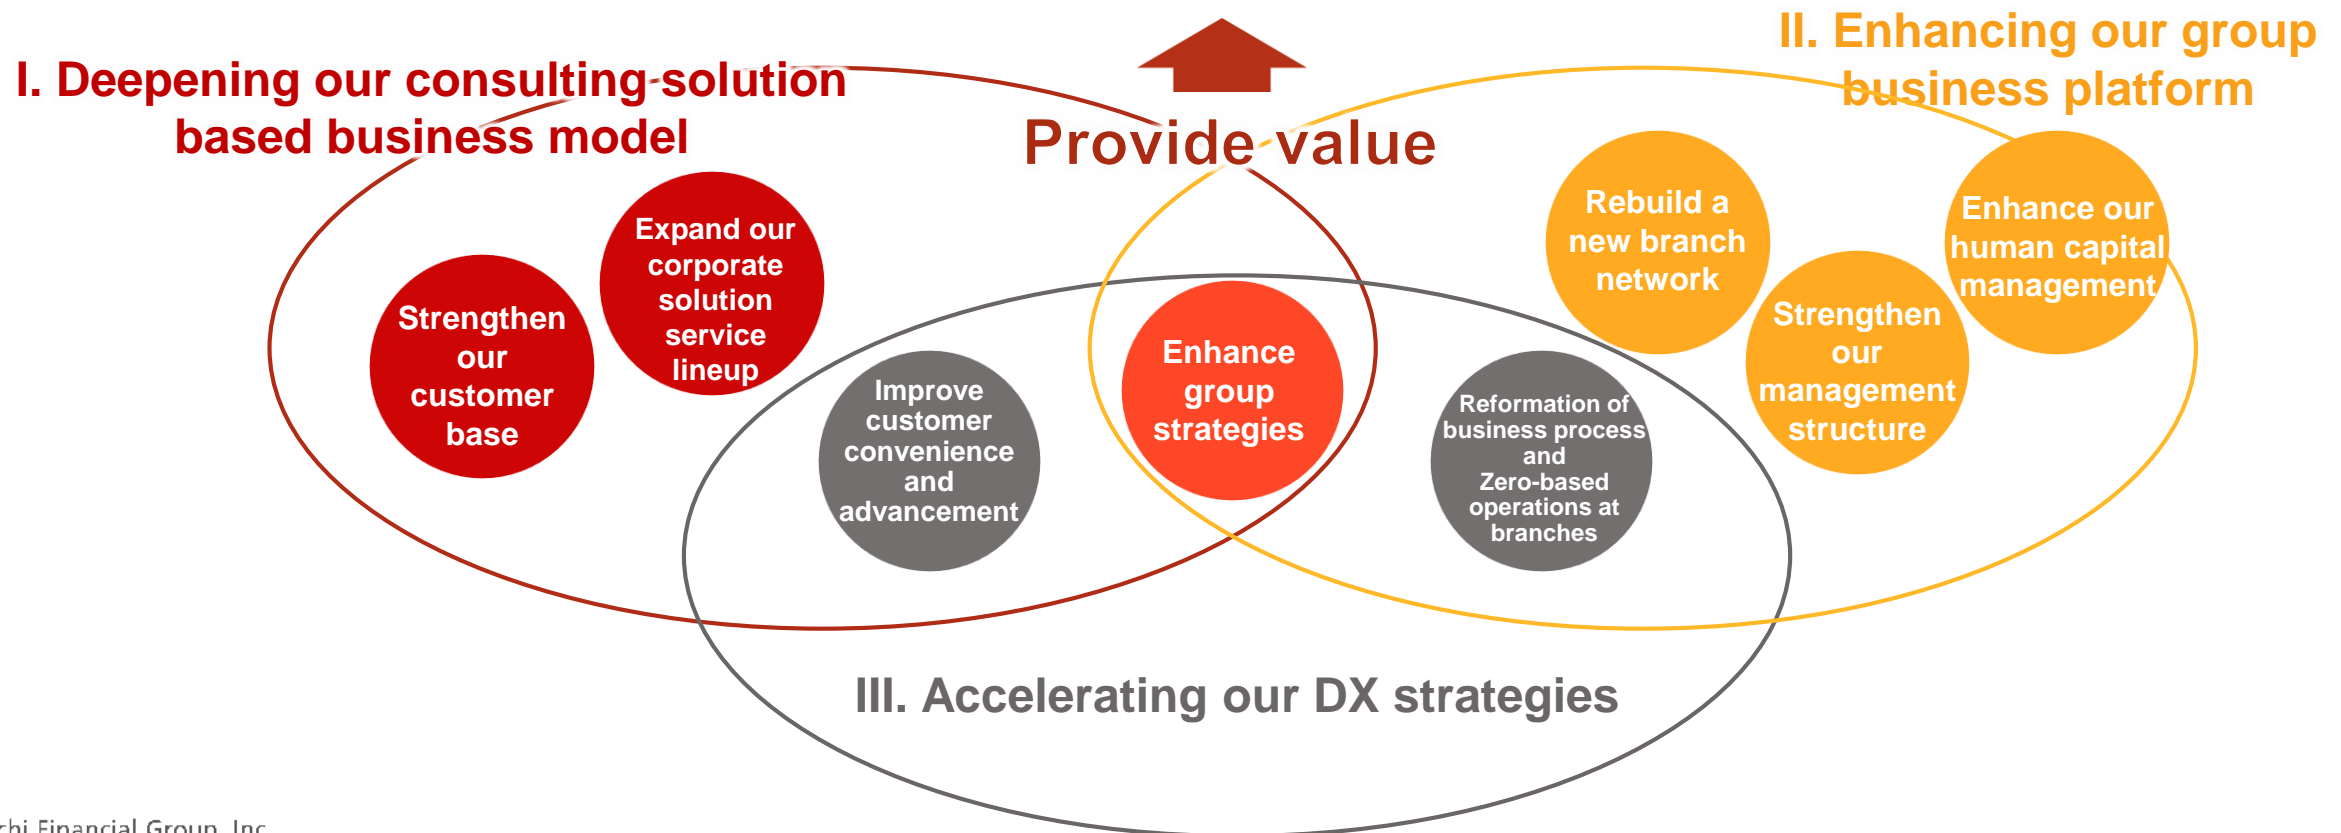 I. Deepening our consulting-solution
based business model
Provide value
II. Enhancing our group
business platform
Strengthen
our
customer
base
Expand our
corporate
solution
service
lineup
Improve
customer
convenience
and
advancement
Enhance
group
strategies
Reformation of
business process
and
Zero-based
operations at
branches
Rebuild a
new branch
network
Strengthen
our
management
structure
Enhance our
human capital
management
III. Accelerating our DX strategies
Financial Group, Inc.